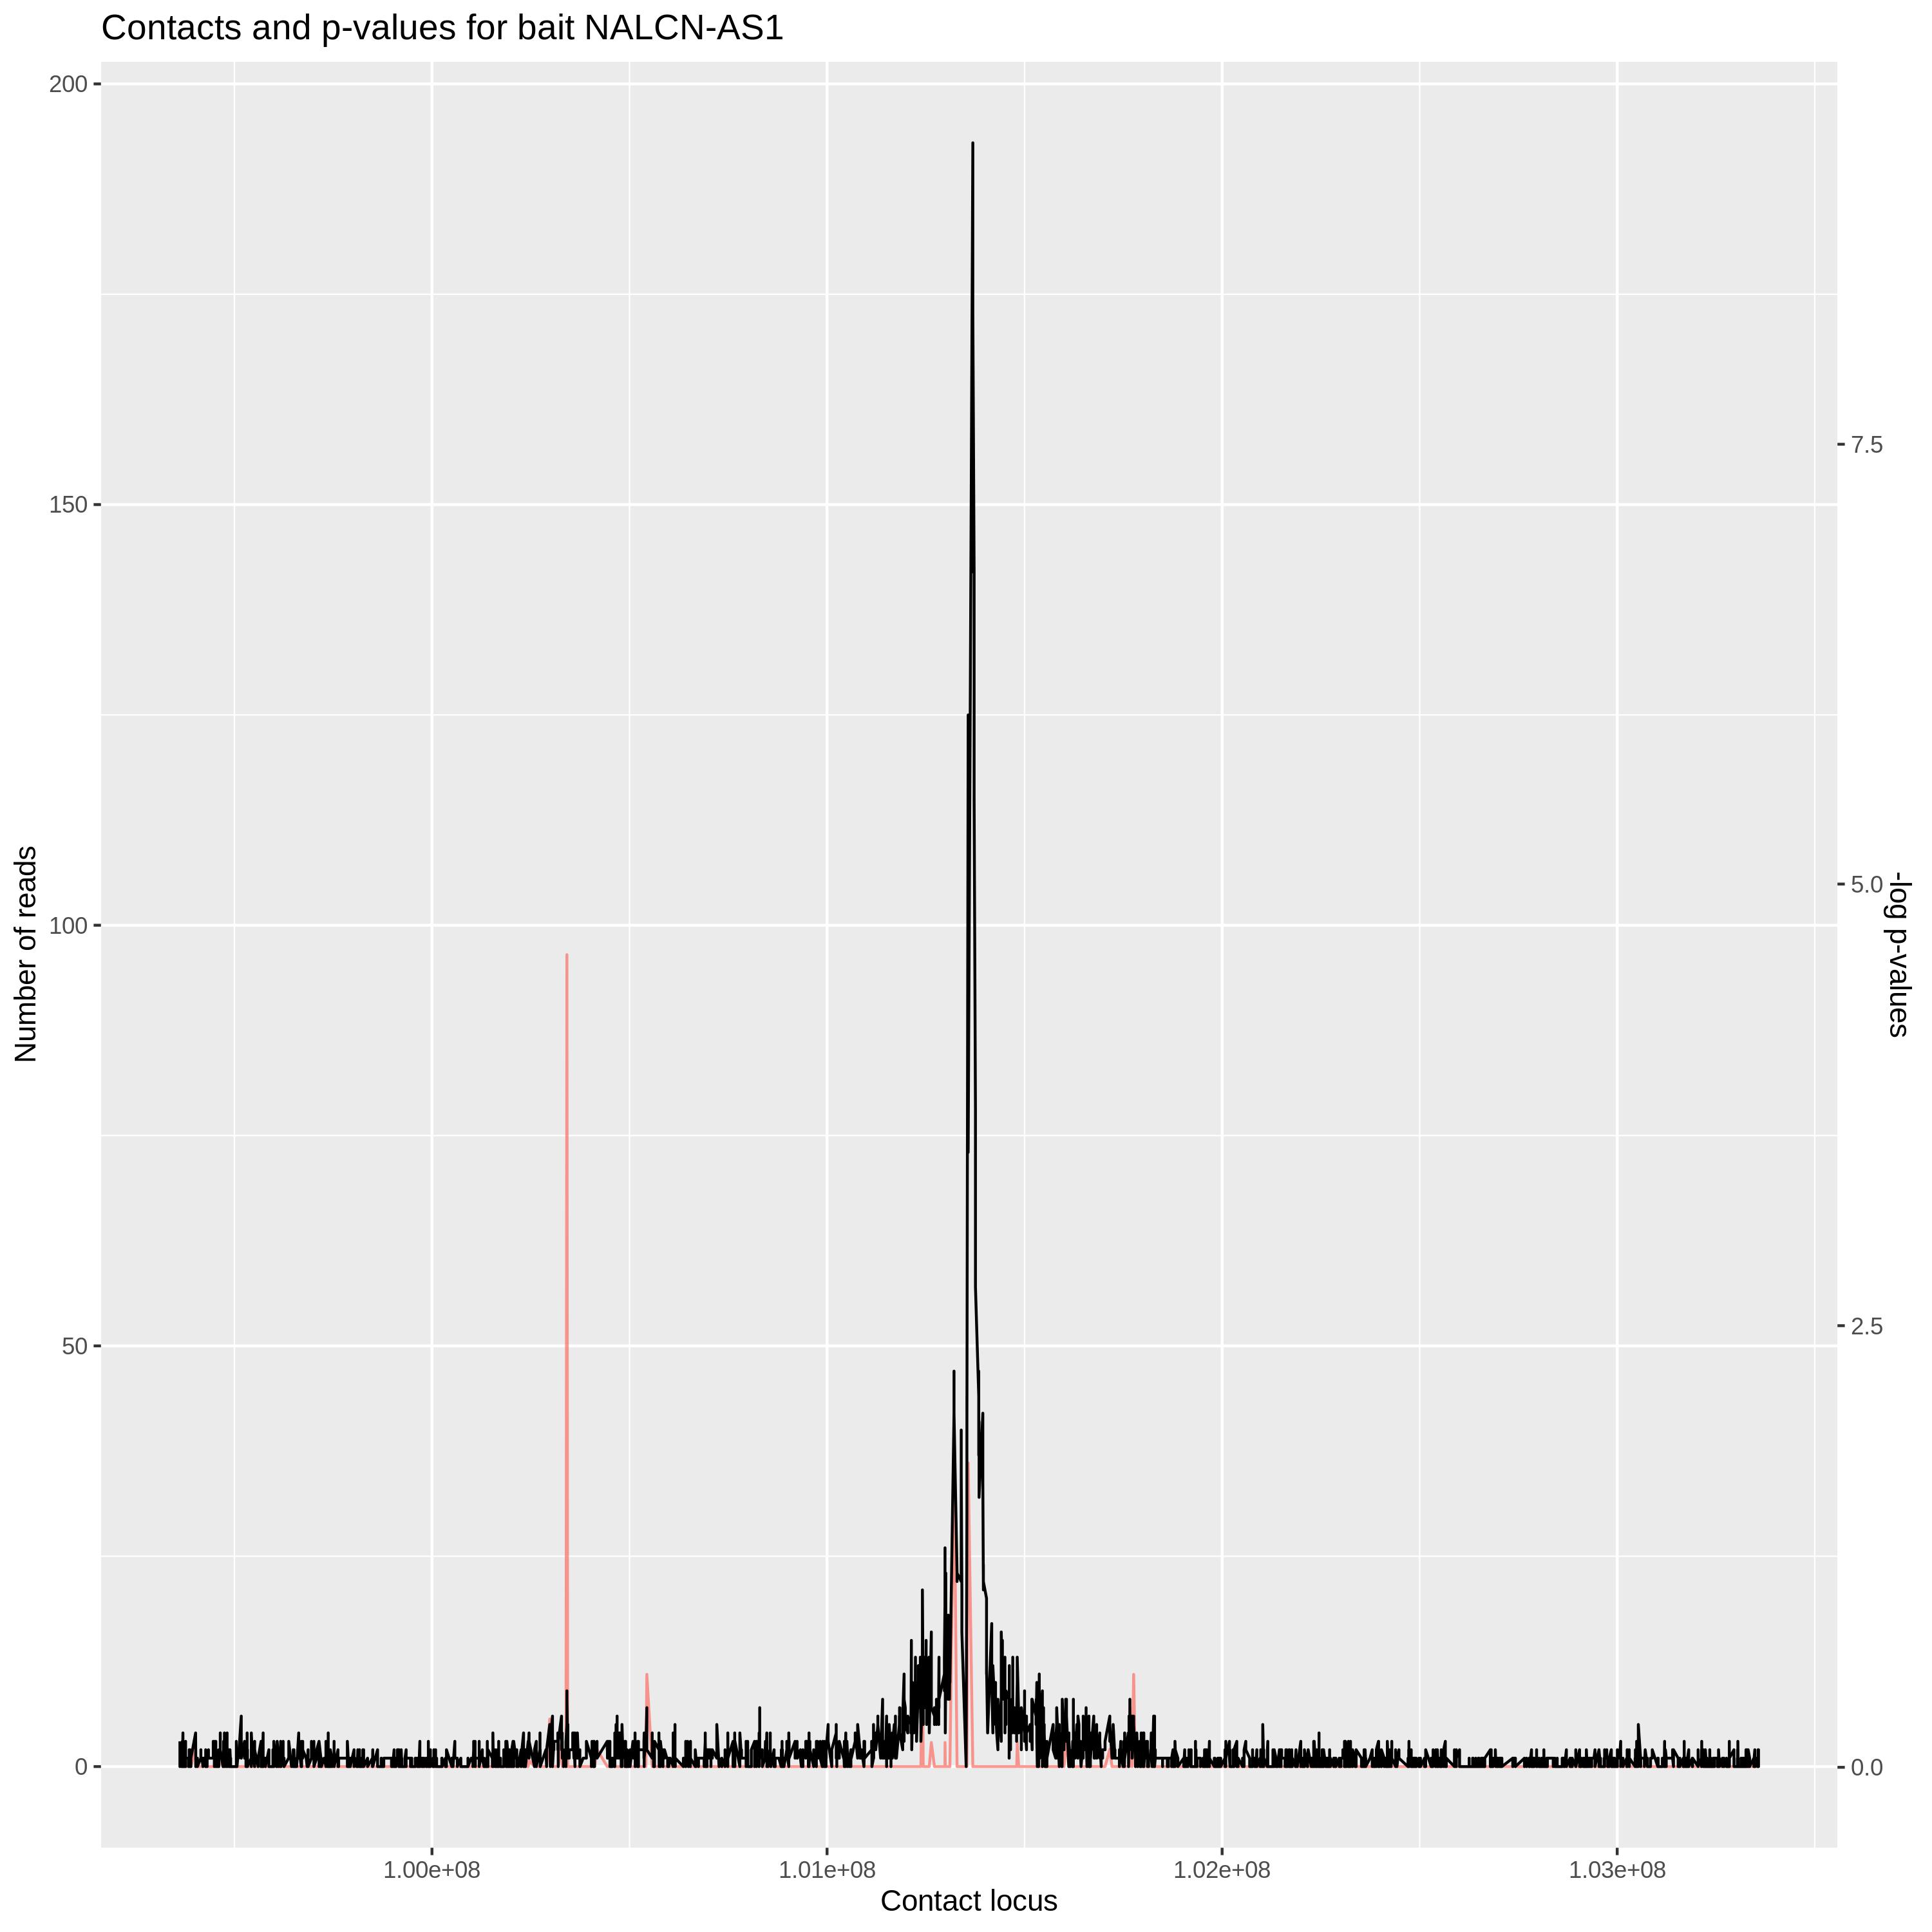 Contacts and p-values for bait NALCN-AS1
200
150
100
50
0
Number of reads
7.5
5.0
2.5
0.0
-log p-values
1.00e+08
1.01e+08
1.02e+08
1.03e+08
Contact locus